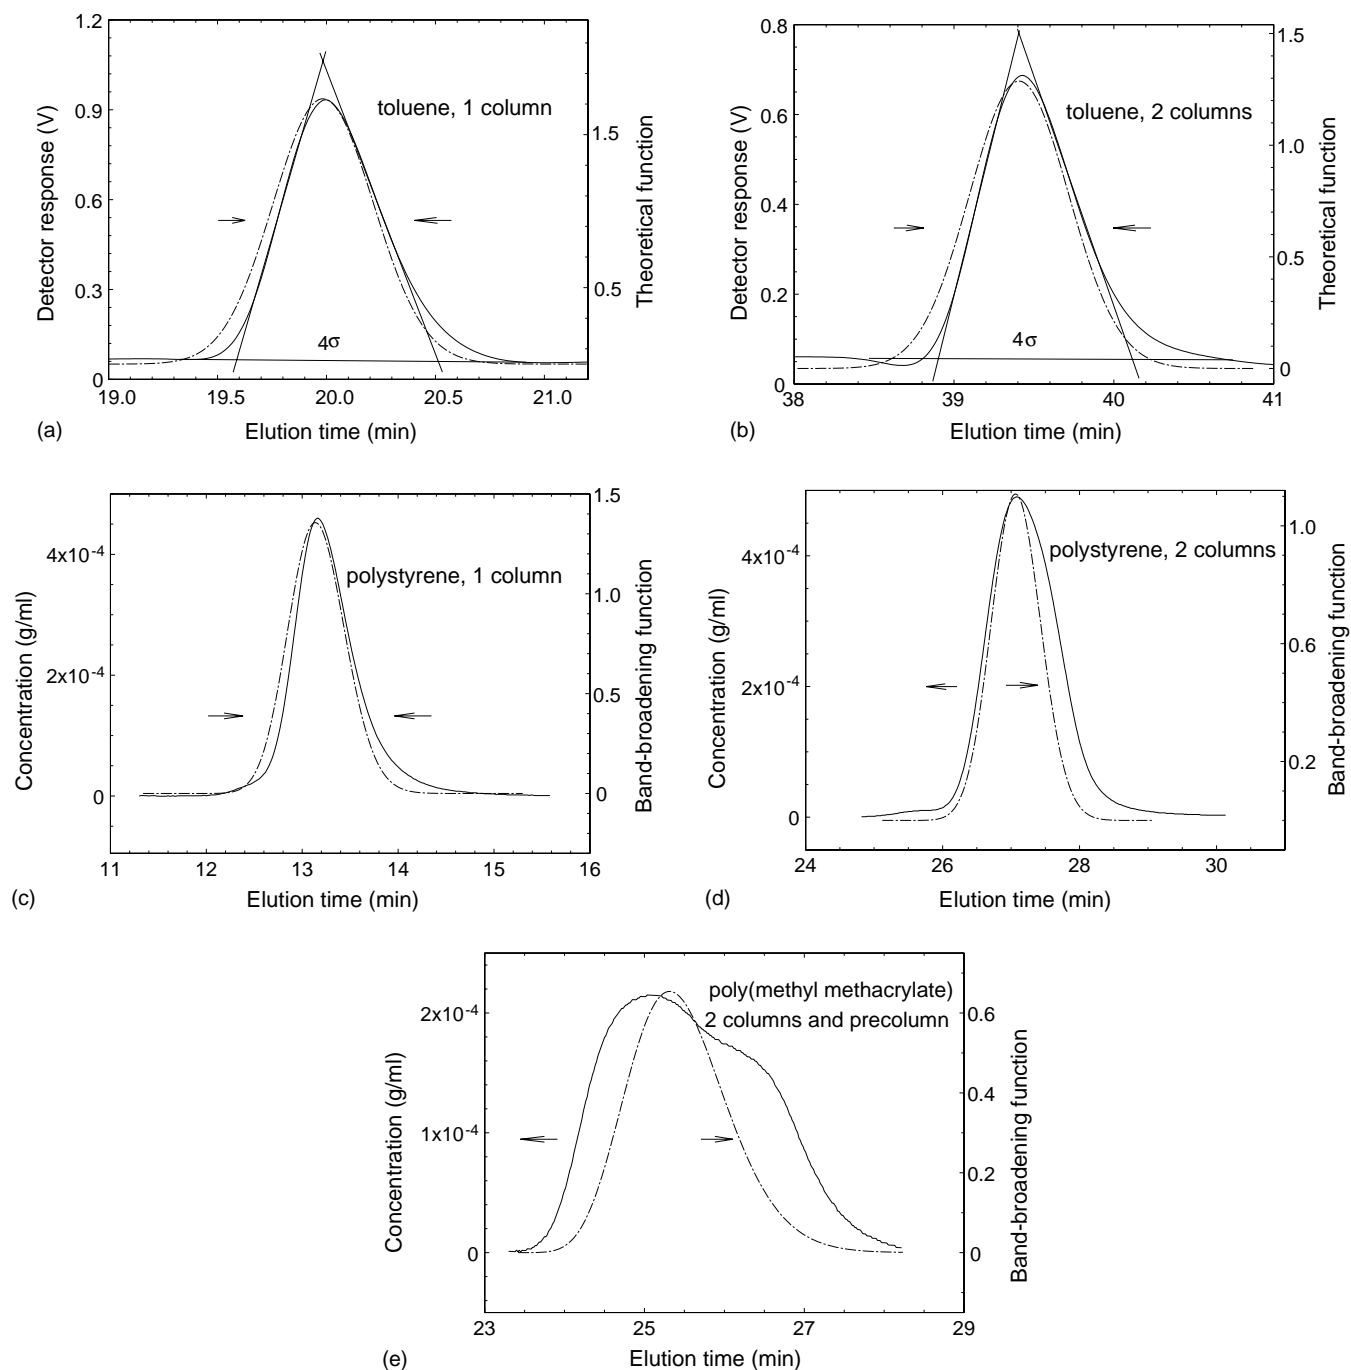 1.2
0.9
0.6
0.3
0
Detector response (V)
toluene, 1 column
4σ
1.5
0.5
Theoretical function
19.0
19.5
20.0
20.5
21.0
(a)
Elution time (min)
0.8
0.6
0.4
0.2
0
Detector response (V)
toluene, 2 columns
4σ
1.5
1.0
0.5
0
Theoretical function
38
39
40
41
(b)
Elution time (min)
4x10-4
2x10-4
0
Concentration (g/ml)
polystyrene, 1 column
1.5
1.0
0.5
0
Band-broadening function
11
12
13
14
15
16
(c)
Elution time (min)
4x10-4
2x10-4
0
Concentration (g/ml)
polystyrene, 2 columns
1.0
0.6
0.2
Band-broadening function
24
26
28
30
(d)
Elution time (min)
2x10-4
1x10-4
0
Concentration (g/ml)
poly(methyl methacrylate)
2 columns and precolumn
0.6
0.4
0.2
0
Band-broadening function
23
25
27
29
(e)
Elution time (min)